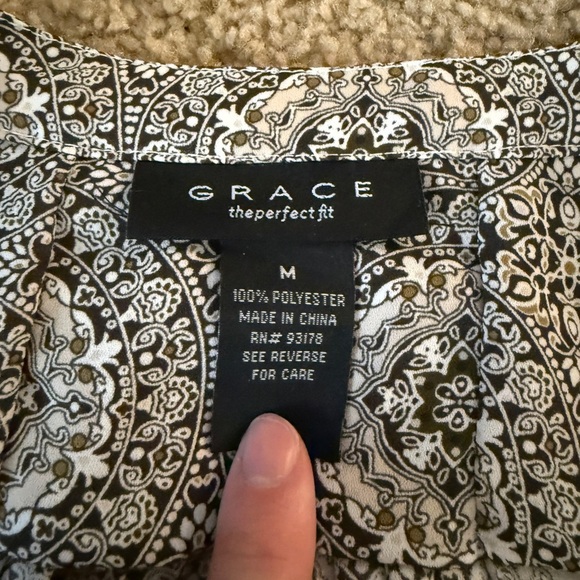 GRACE
theperfect fit
M
100% POLYESTER
MADE IN CHINA
RN# 93178
SEE REVERSE
FOR CARE